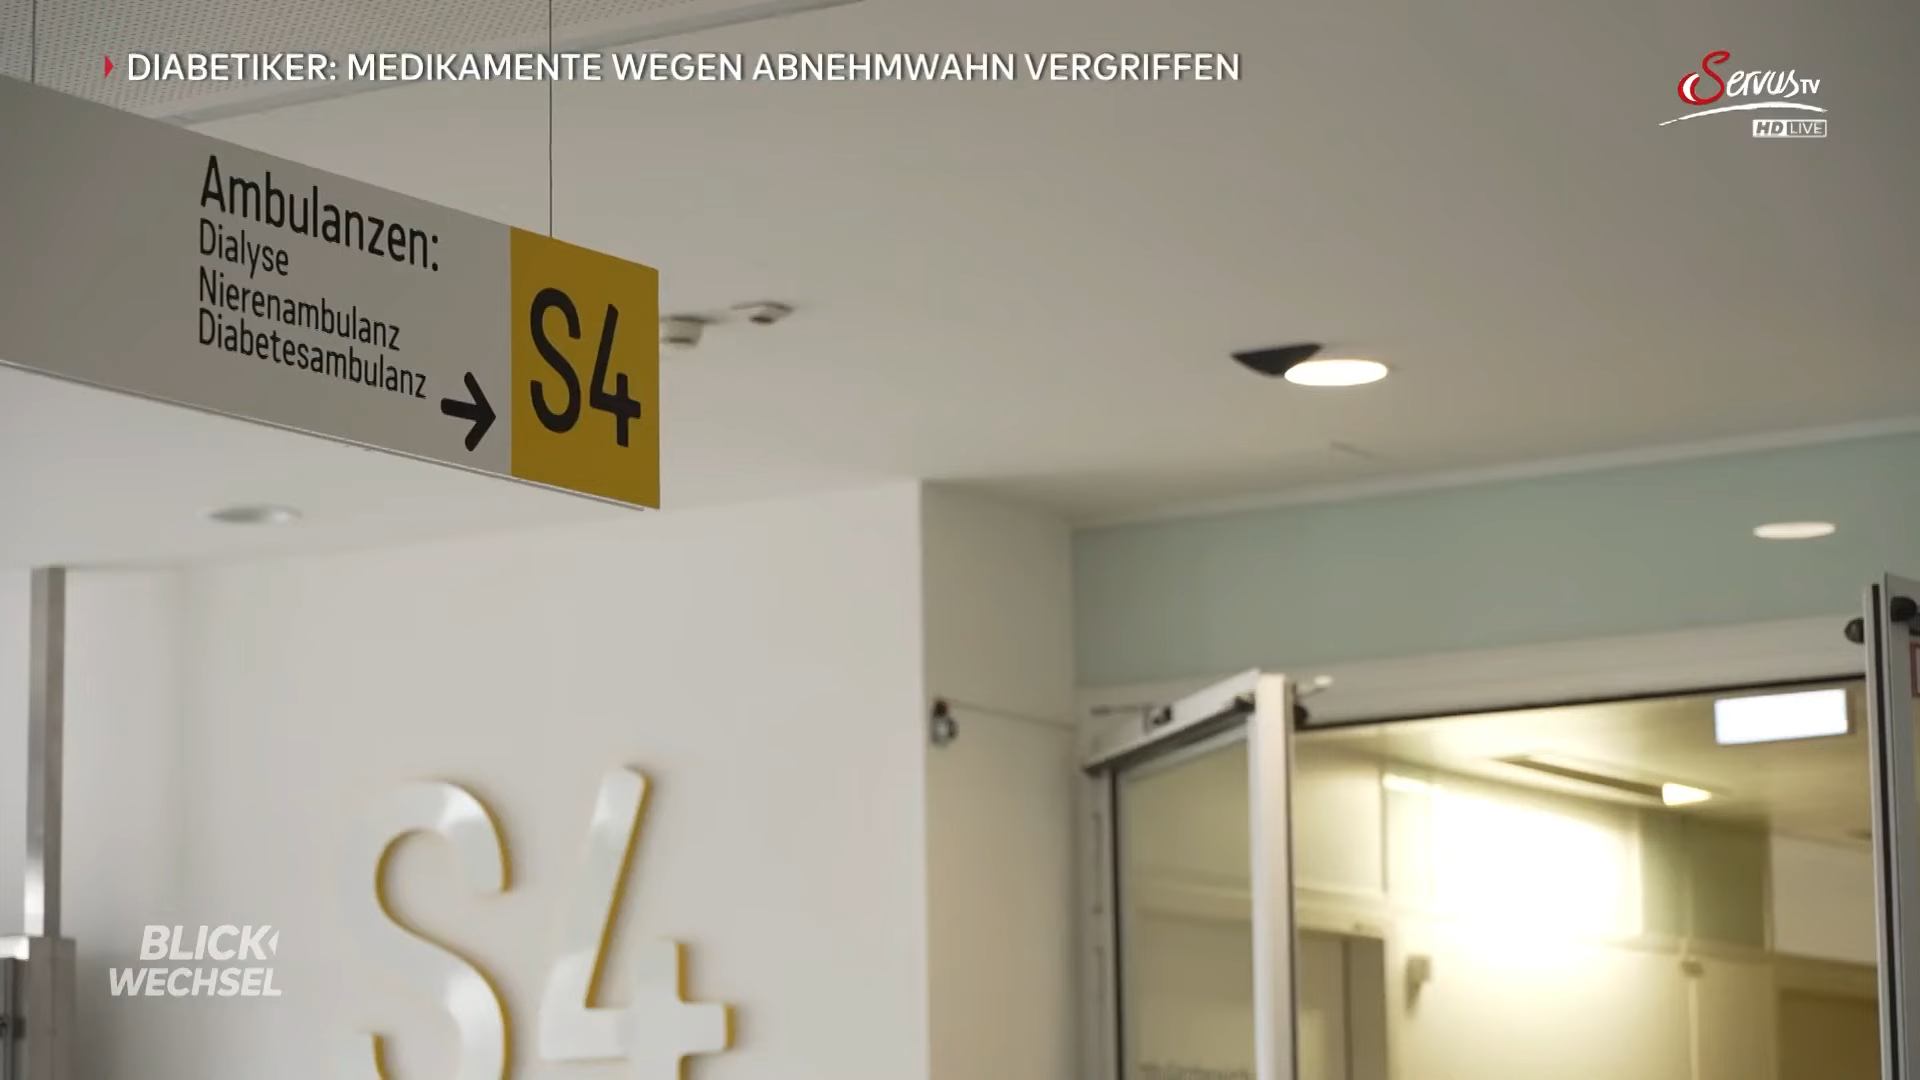 DIABETIKER: MEDIKAMENTE WEGEN ABNEHMWAHN VERGRIFFEN
ServusTV
HD LIVE
Ambulanzen:
Dialyse
Nierenambulanz
Diabetesambulanz
S4
S4
BLICK
WECHSEL